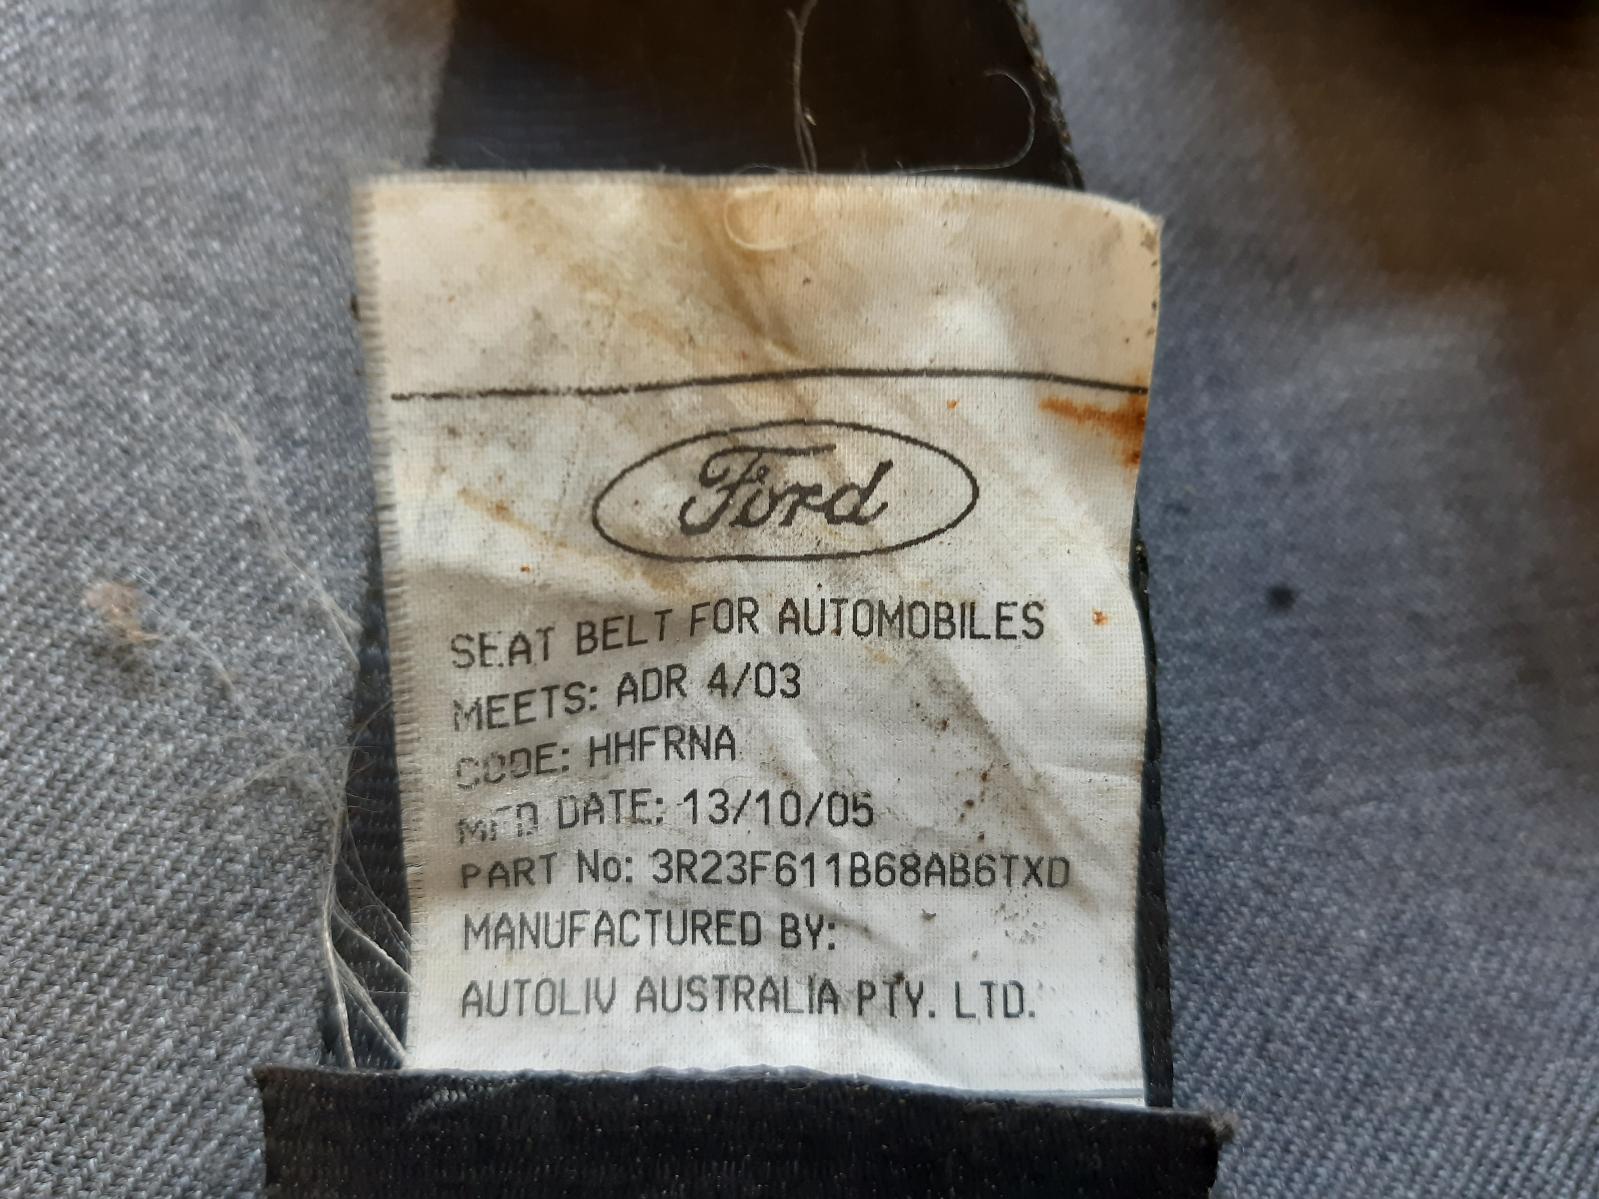 Ford
SEAT BELT FOR AUTOMOBILES
MEETS: ADR 4/03
CODE: HHFRNA
MFD DATE: 13/10/05
PART No: 3R23F611B68AB6TXD
MANUFACTURED BY:
AUTOLIV AUSTRALIA PTY. LTD.